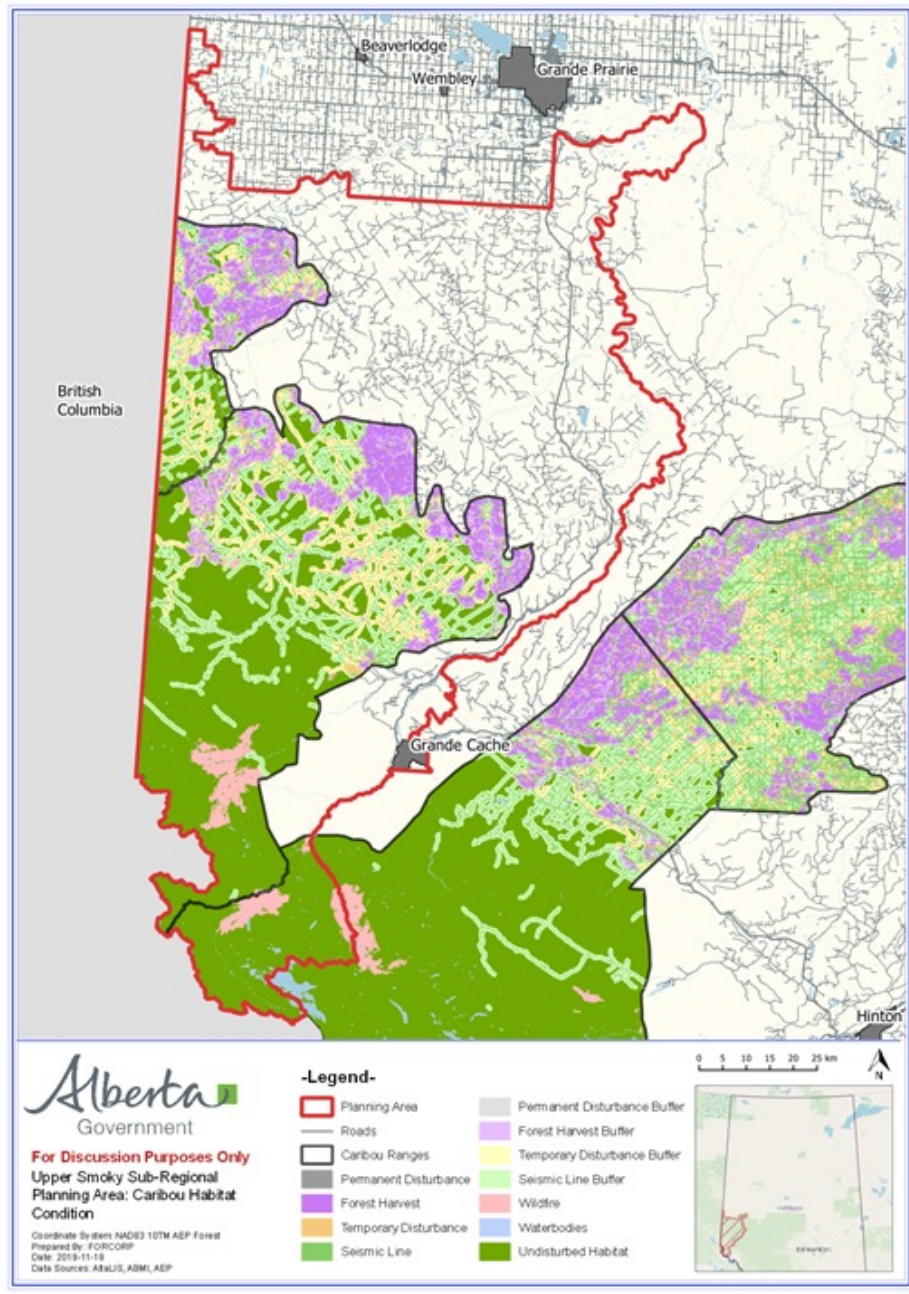 Beaverlodge
Wembley
Grande Prairie
British
Columbia
Grande Cache
Hinton
Alberta
Government
For Discussion Purposes Only
Upper Smoky Sub-Regional
Planning Area: Caribou Habitat
Condition
Coordinate System: NAD83 10TM AEP Forest
Prepared By: FORCORP
Date: 2019-11-18
Data Sources: AltaLIS, ABMI, AEP
-Legend-
Planning Area
Roads
Caribou Ranges
Permanent Disturbance
Forest Harvest
Temporary Disturbance
Seismic Line
Permanent Disturbance Buffer
Forest Harvest Buffer
Temporary Disturbance Buffer
Seismic Line Buffer
Wildfire
Waterbodies
Undisturbed Habitat
0 5 10 15 20 25 km
N
Edmonton